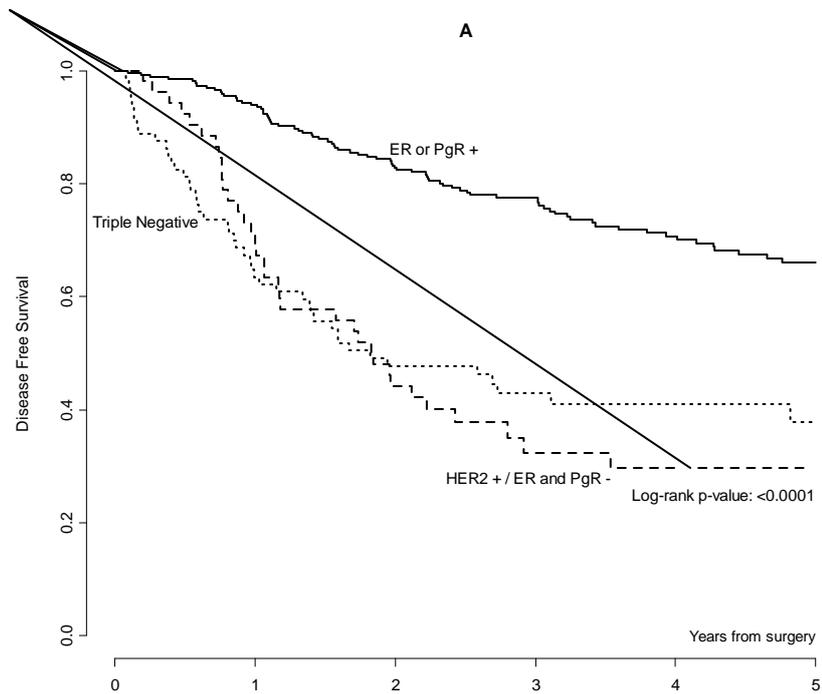 A
1.0
ER or PgR +
0.8
Triple Negative
0.6
Disease Free Survival
0.4
HER2 + / ER and PgR -
Log-rank p-value: <0.0001
0.2
0.0
Years from surgery
0 1 2 3 4 5